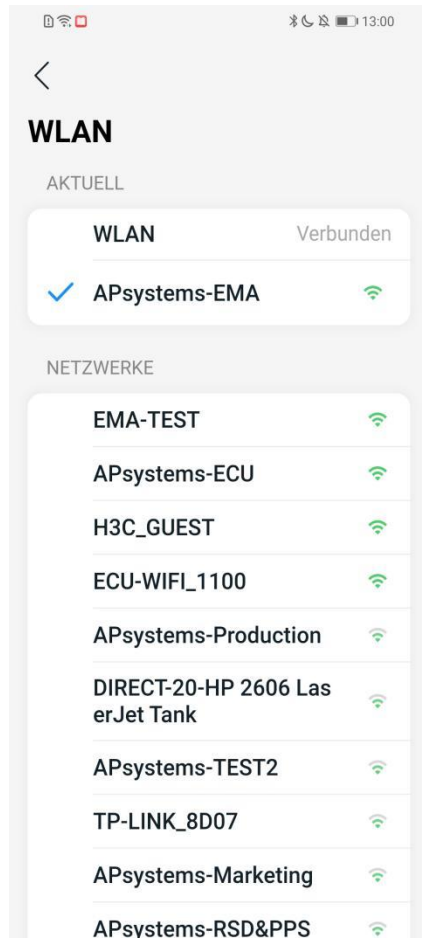 13:00
WLAN
AKTUELL
WLAN Verbunden
APsystems-EMA
NETZWERKE
EMA-TEST
APsystems-ECU
H3C_GUEST
ECU-WIFI_1100
APsystems-Production
DIRECT-20-HP 2606 Las
erJet Tank
APsystems-TEST2
TP-LINK_8D07
APsystems-Marketing
APsystems-RSD&PPS